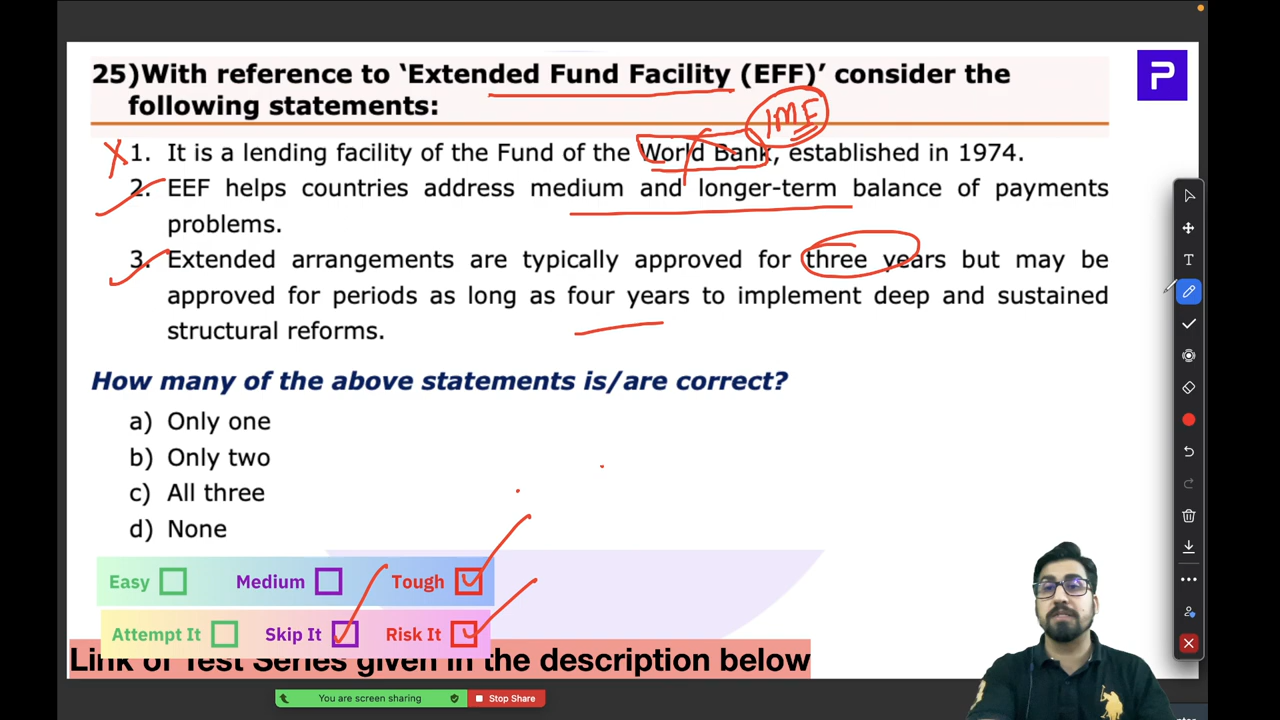 25)With reference to ‘Extended Fund Facility (EFF)’ consider the
following statements:
IMF
1. It is a lending facility of the Fund of the World Bank, established in 1974.
2. EEF helps countries address medium and longer-term balance of payments
problems.
3. Extended arrangements are typically approved for three years but may be
approved for periods as long as four years to implement deep and sustained
structural reforms.
How many of the above statements is/are correct?
a) Only one
b) Only two
c) All three
d) None
Easy Medium Tough
Attempt It Skip It Risk It
Link of Test Series given in the description below
You are screen sharing Stop Share